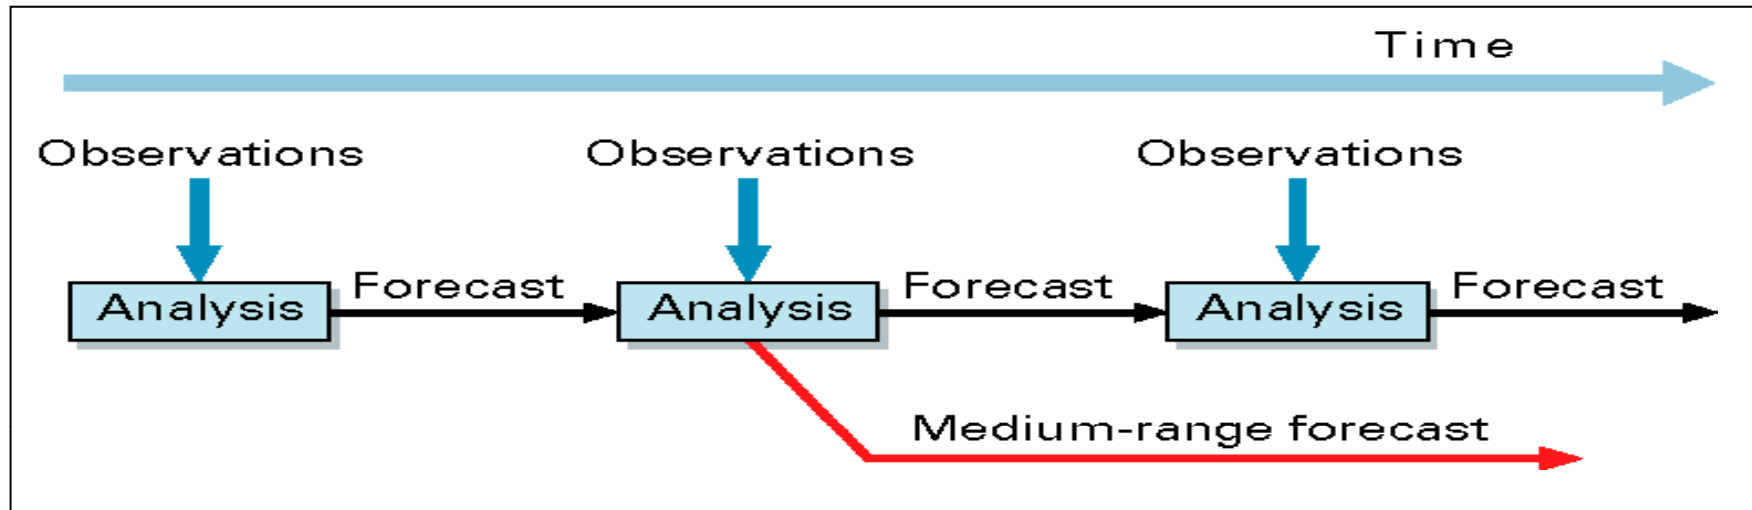 Time
Observations Observations Observations
Forecast Forecast Forecast
Analysis Analysis Analysis
Medium-range forecast